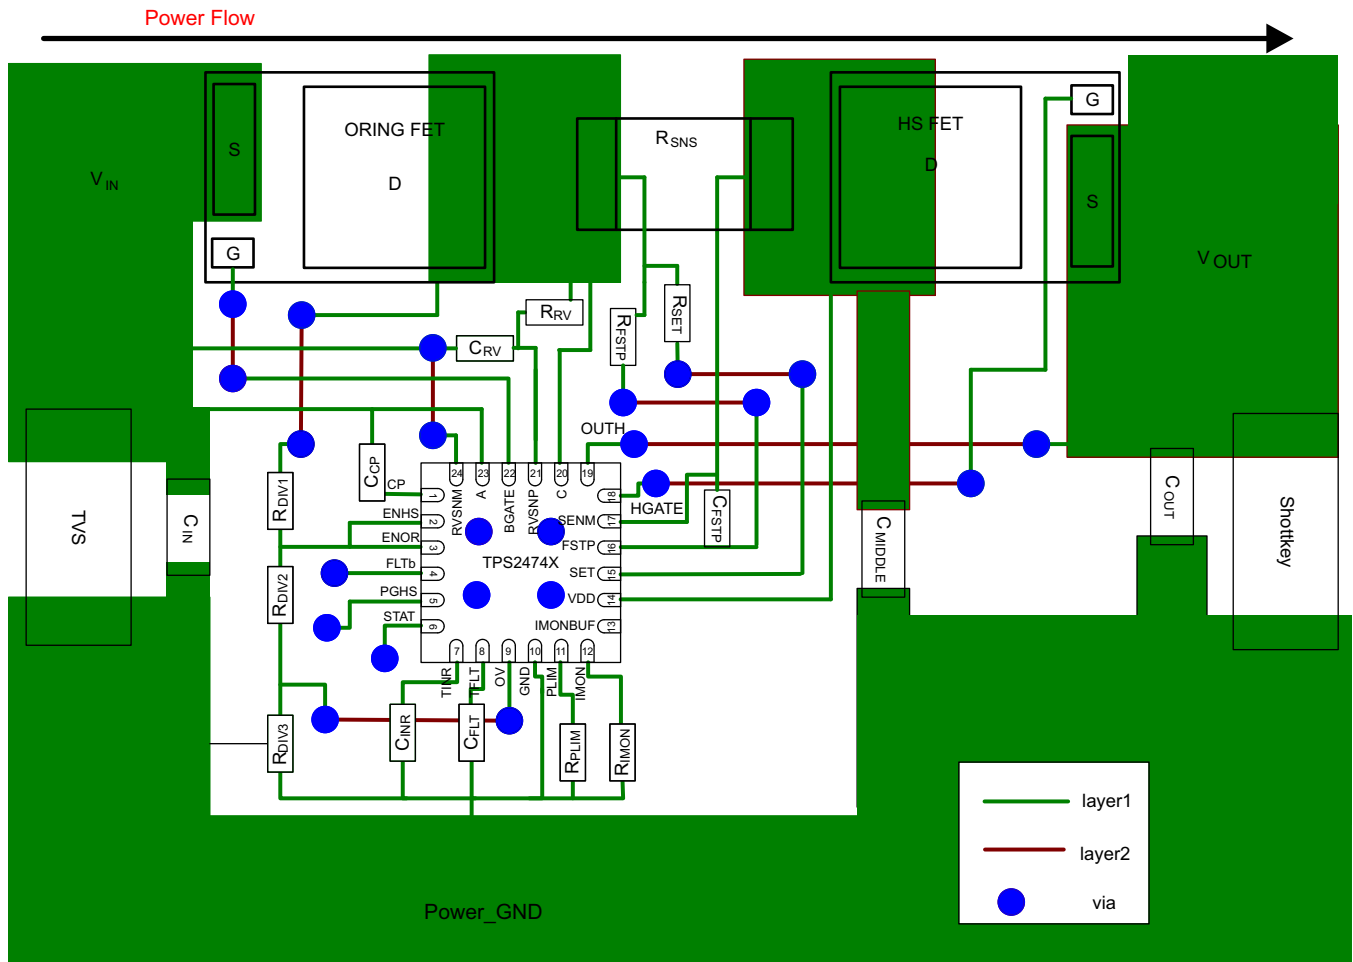 Power Flow
G
ORING FET
HS FET
RSNS
S
D
D
VIN
S
G
VOUT
RRV
RSET
RFSTP
CRV
OUTH
CCP
CP
24
23
22
21
20
19
RVSNM
A
BGATE
RVSNP
C
RDIV1
1
18
HGATE
ENHS
2
SENM
17
CFSTP
ENOR
3
FSTP
16
TPS2474X
FLTb
4
SET
15
PGHS
5
VDD
14
STAT
6
IMONBUF
13
TVS
CIN
CMIDDLE
COUT
Shottkey
RDIV2
7
8
9
10
11
12
TINR
TFLT
OV
GND
PLIM
IMON
RDIV3
CINR
CFLT
RPLIM
RIMON
layer1
layer2
via
Power_GND